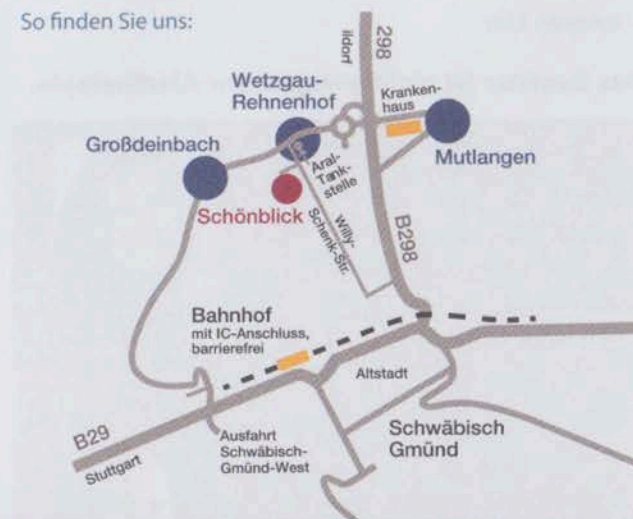 So finden Sie uns:
298
ildorf
Wetzgau-
Rehnenhof
Kranken-
haus
Großdeinbach
Mutlangen
Aral-
Tank-
stelle
Schönblick
Willy-
Schenk-Str.
B298
Bahnhof
mit IC-Anschluss,
barrierefrei
Altstadt
B29
Stuttgart
Ausfahrt
Schwäbisch-
Gmünd-West
Schwäbisch
Gmünd